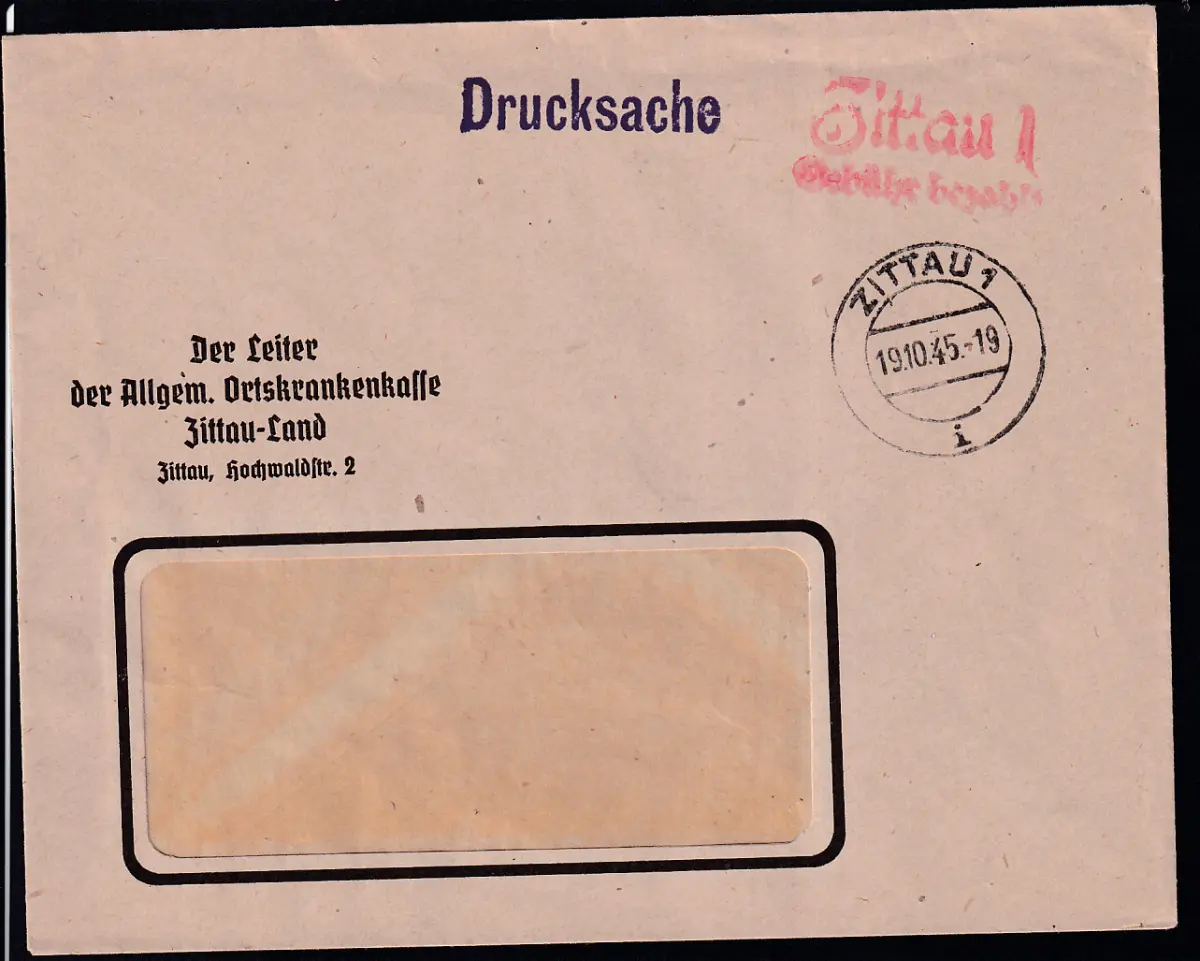 Drucksache
Zittau 1
Gebühr bezahlt
Der Leiter
der Allgem. Ortskrankenkasse
Zittau-Land
Zittau, Hochwaldstr. 2
ZITTAU 1
19.10.45.-19
i